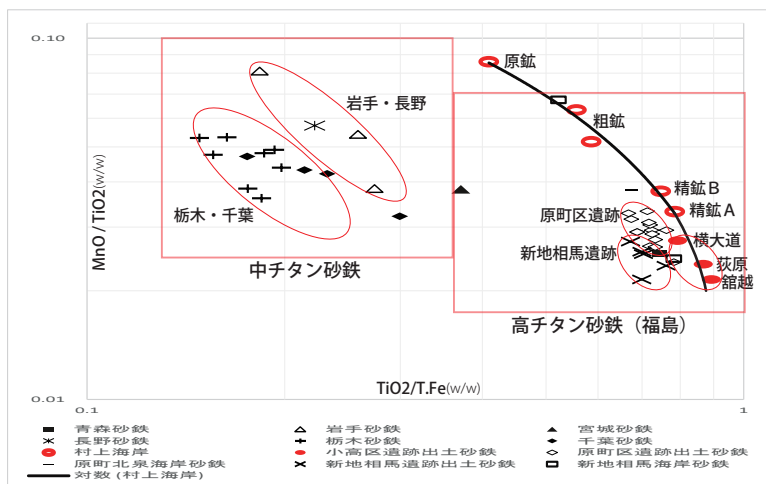 0.10
原鉱
岩手・長野
粗鉱
精鉱B
精鉱A
横大道
荻原
舘越
原町区遺跡
新地相馬遺跡
栃木・千葉
中チタン砂鉄
高チタン砂鉄（福島）
MnO / TiO2(w/w)
0.01
TiO2/T.Fe(w/w)
0.1
1
青森砂鉄 岩手砂鉄 宮城砂鉄
長野砂鉄 栃木砂鉄 千葉砂鉄
村上海岸 小高区遺跡出土砂鉄 原町区遺跡出土砂鉄
原町北泉海岸砂鉄 新地相馬遺跡出土砂鉄 新地相馬海岸砂鉄
対数 (村上海岸)